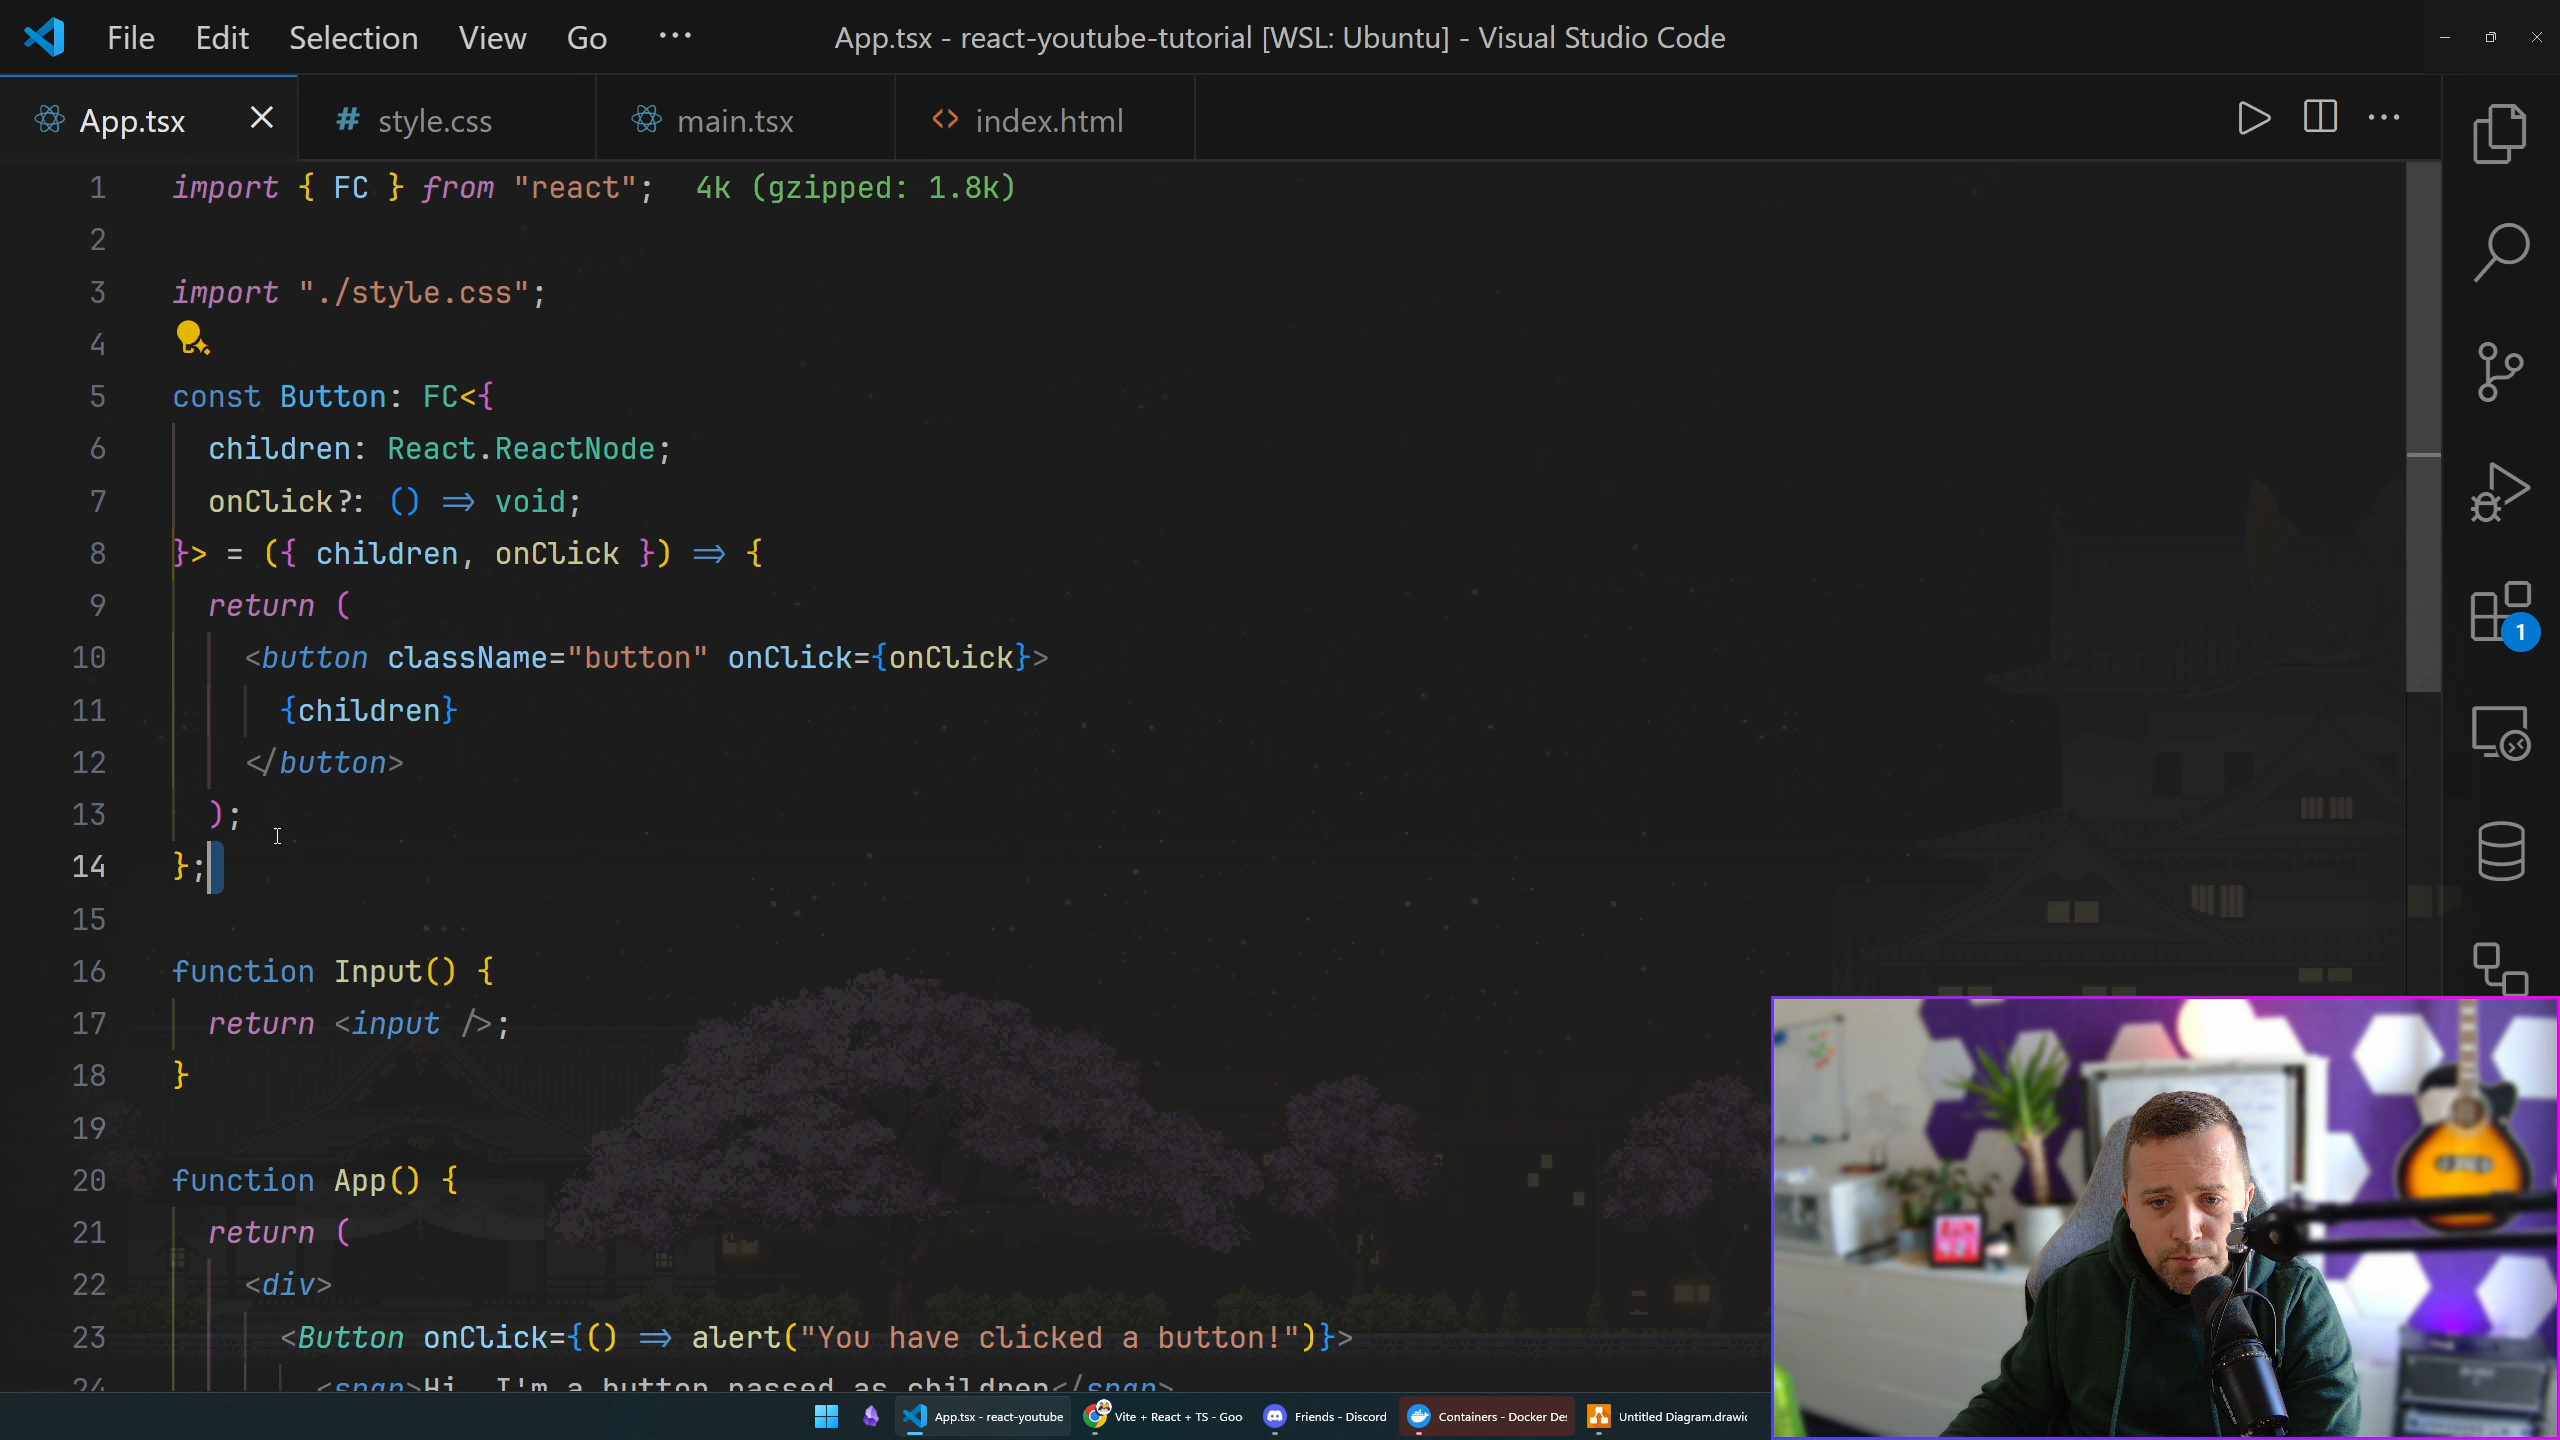 File Edit Selection View Go ··· App.tsx - react-youtube-tutorial [WSL: Ubuntu] - Visual Studio Code
App.tsx # style.css main.tsx <> index.html
1 import { FC } from "react"; 4k (gzipped: 1.8k)
2
3 import "./style.css";
4
5 const Button: FC<{
6 children: React.ReactNode;
7 onClick?: () => void;
8 }> = ({ children, onClick }) => {
9 return (
10 <button className="button" onClick={onClick}>
11 {children}
1
12 </button>
13 );
14 };
15
16 function Input() {
17 return <input />;
18 }
19
20 function App() {
21 return (
22 <div>
23 <Button onClick={() => alert("You have clicked a button!")}>
24 <span>Hi, I'm a button passed as children</span>
App.tsx - react-youtube Vite + React + TS - Goo Friends - Discord Containers - Docker De Untitled Diagram.drawi